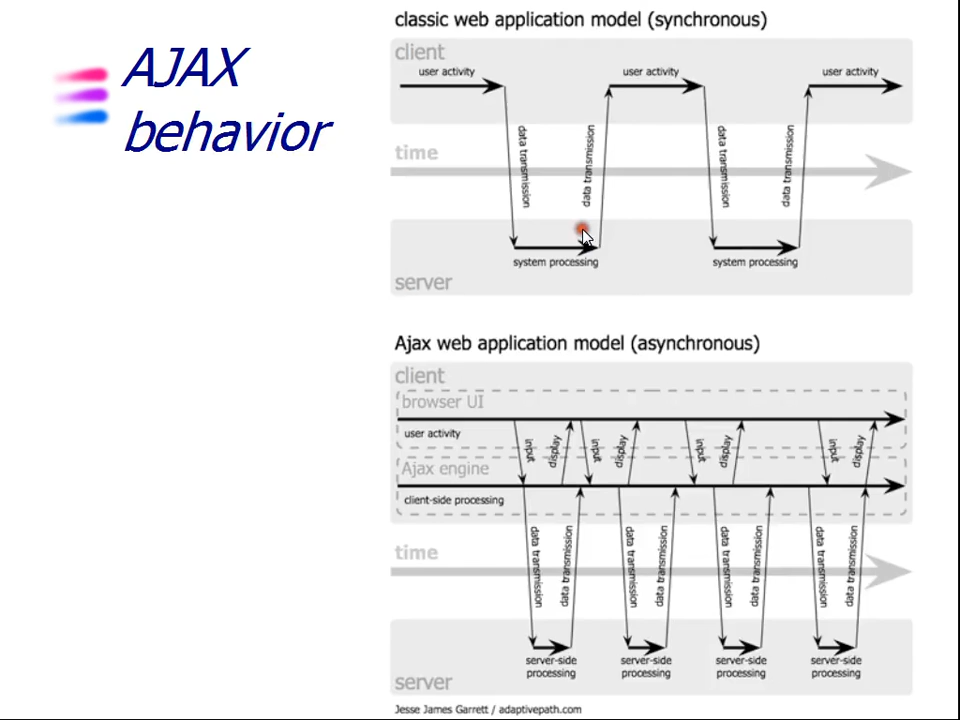 AJAX
behavior
classic web application model (synchronous)
client
user activity
user activity
user activity
data transmission
data transmission
data transmission
data transmission
time
system processing
system processing
server
Ajax web application model (asynchronous)
client
browser UI
user activity
input
display
input
display
input
display
input
display
Ajax engine
client-side processing
data transmission
data transmission
data transmission
data transmission
data transmission
data transmission
data transmission
data transmission
time
server-side
processing
server-side
processing
server-side
processing
server-side
processing
server
Jesse James Garrett / adaptivepath.com